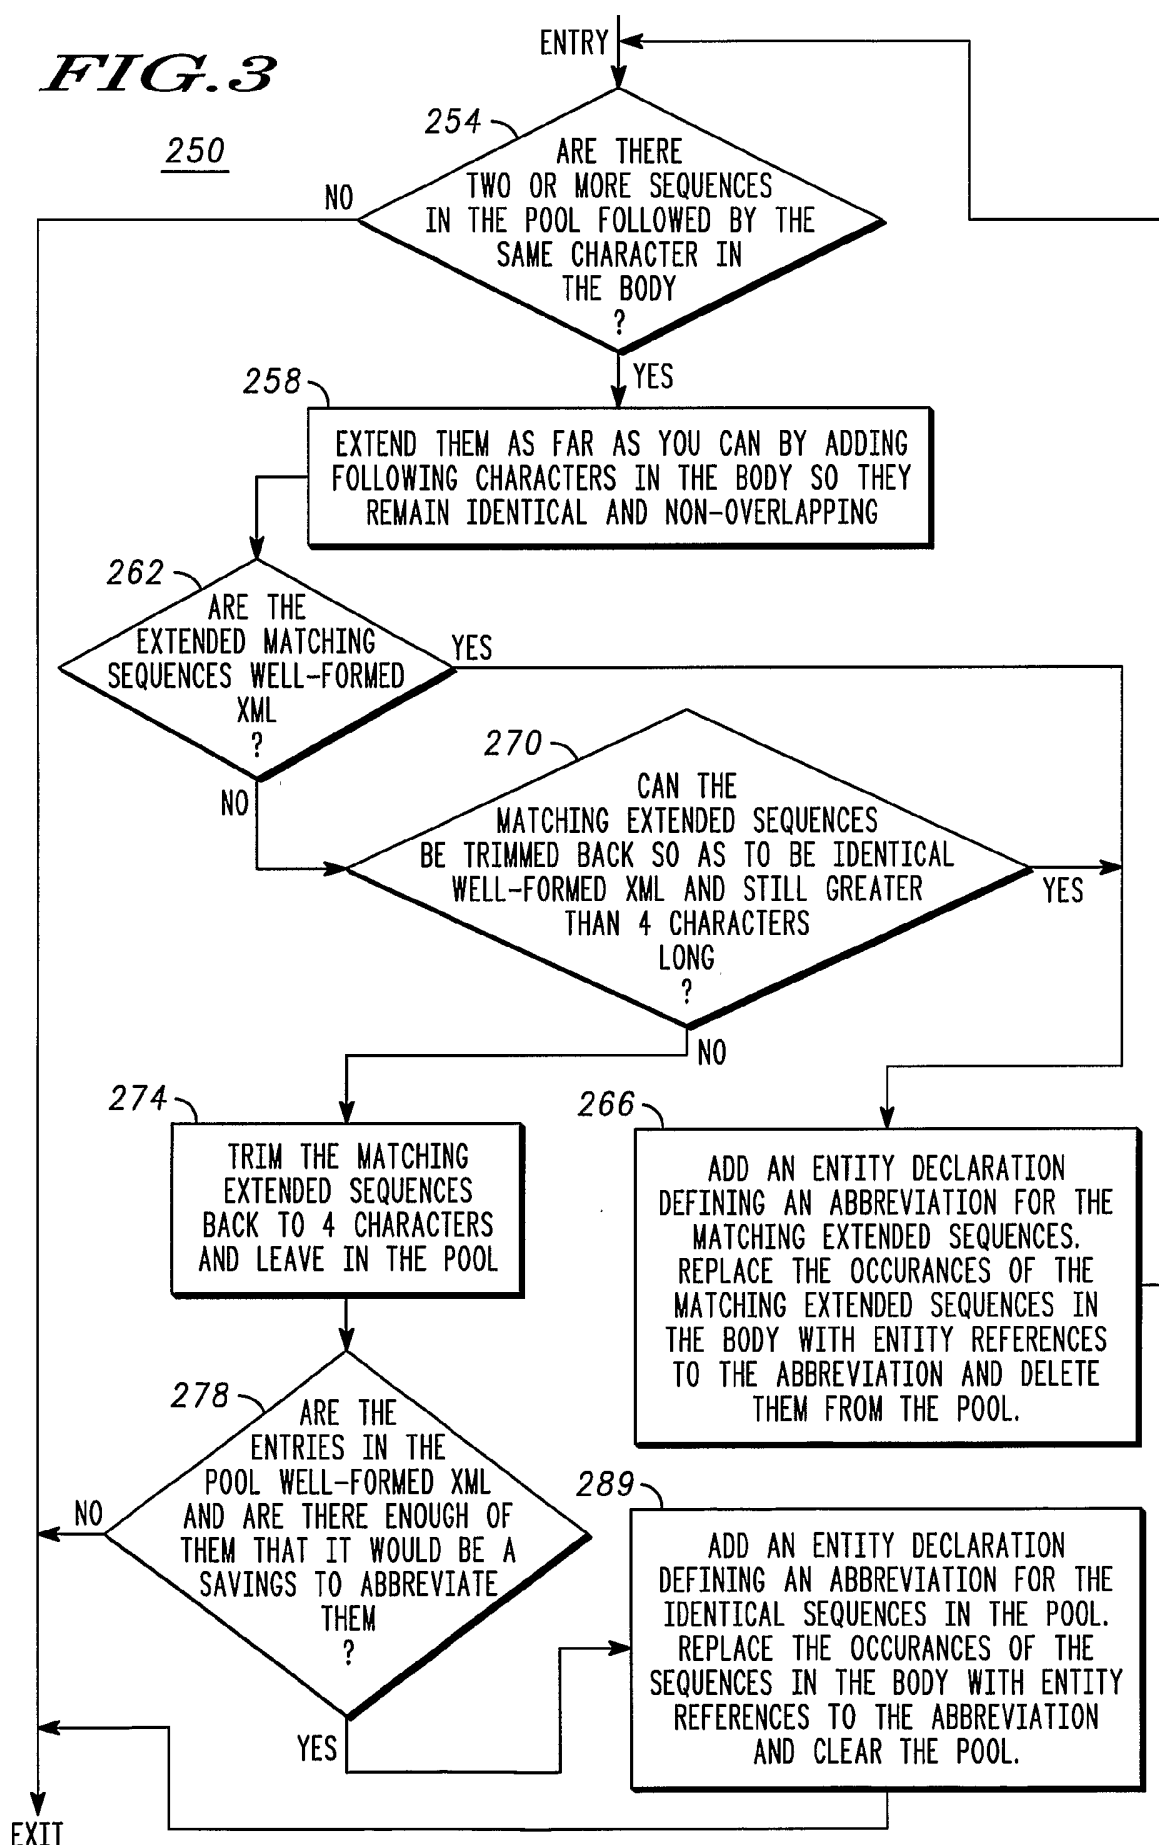 FIG.3
250
ENTRY
254
ARE THERE
TWO OR MORE SEQUENCES
IN THE POOL FOLLOWED BY THE
SAME CHARACTER IN
THE BODY
?
NO
YES
258
EXTEND THEM AS FAR AS YOU CAN BY ADDING
FOLLOWING CHARACTERS IN THE BODY SO THEY
REMAIN IDENTICAL AND NON-OVERLAPPING
262
ARE THE
EXTENDED MATCHING
SEQUENCES WELL-FORMED
XML
?
YES
NO
270
CAN THE
MATCHING EXTENDED SEQUENCES
BE TRIMMED BACK SO AS TO BE IDENTICAL
WELL-FORMED XML AND STILL GREATER
THAN 4 CHARACTERS
LONG
?
YES
NO
274
TRIM THE MATCHING
EXTENDED SEQUENCES
BACK TO 4 CHARACTERS
AND LEAVE IN THE POOL
266
ADD AN ENTITY DECLARATION
DEFINING AN ABBREVIATION FOR THE
MATCHING EXTENDED SEQUENCES.
REPLACE THE OCCURANCES OF THE
MATCHING EXTENDED SEQUENCES IN
THE BODY WITH ENTITY REFERENCES
TO THE ABBREVIATION AND DELETE
THEM FROM THE POOL.
278
ARE THE
ENTRIES IN THE
POOL WELL-FORMED XML
AND ARE THERE ENOUGH OF
THEM THAT IT WOULD BE A
SAVINGS TO ABBREVIATE
THEM
?
NO
YES
289
ADD AN ENTITY DECLARATION
DEFINING AN ABBREVIATION FOR THE
IDENTICAL SEQUENCES IN THE POOL.
REPLACE THE OCCURANCES OF THE
SEQUENCES IN THE BODY WITH ENTITY
REFERENCES TO THE ABBREVIATION
AND CLEAR THE POOL.
EXIT